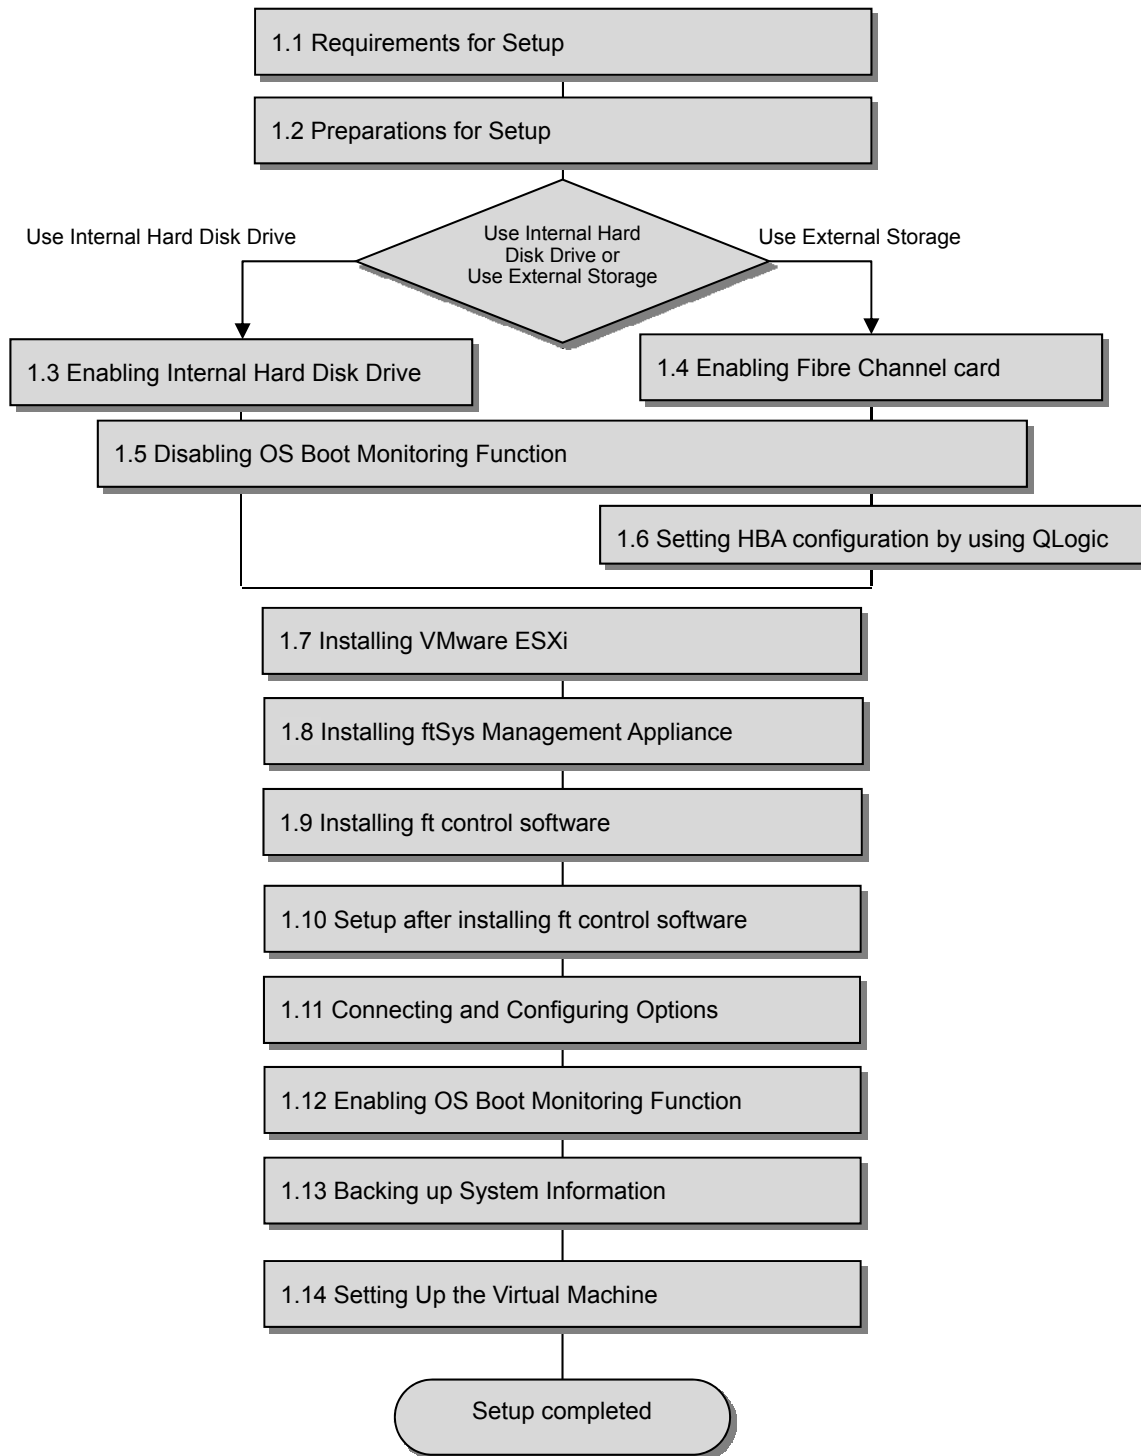 1.1 Requirements for Setup
1.2 Preparations for Setup
Use Internal Hard Disk Drive
Use Internal Hard
Disk Drive or
Use External Storage
Use External Storage
1.3 Enabling Internal Hard Disk Drive
1.4 Enabling Fibre Channel card
1.5 Disabling OS Boot Monitoring Function
1.6 Setting HBA configuration by using QLogic
1.7 Installing VMware ESXi
1.8 Installing ftSys Management Appliance
1.9 Installing ft control software
1.10 Setup after installing ft control software
1.11 Connecting and Configuring Options
1.12 Enabling OS Boot Monitoring Function
1.13 Backing up System Information
1.14 Setting Up the Virtual Machine
Setup completed